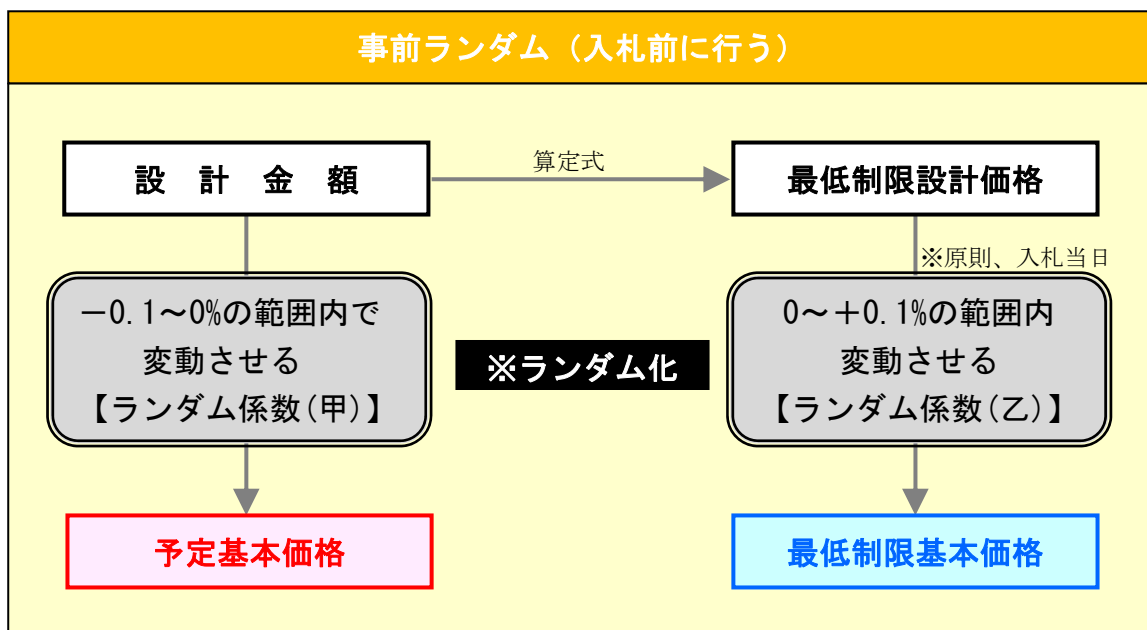 事前ランダム（入札前に行う）
設　計　金　額
算定式
最低制限設計価格
※原則、入札当日
－0.1～0%の範囲内で
変動させる
【ランダム係数(甲)】
※ランダム化
0～＋0.1%の範囲内
変動させる
【ランダム係数(乙)】
予定基本価格
最低制限基本価格